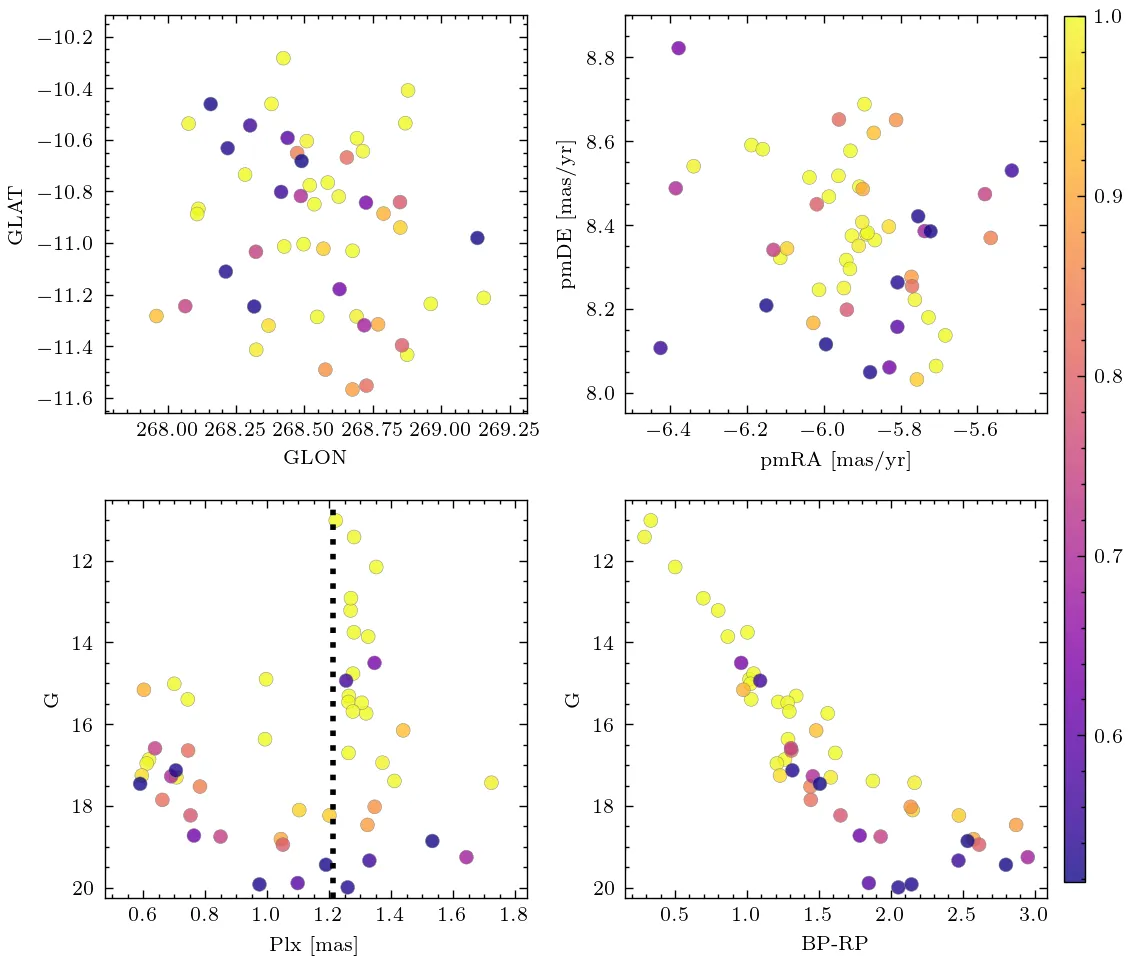 −10.2
−10.4
−10.6
−10.8
−11.0
−11.2
−11.4
−11.6
GLAT
268.00 268.25 268.50 268.75 269.00 269.25
GLON
8.8
8.6
8.4
8.2
8.0
pmDE [mas/yr]
−6.4 −6.2 −6.0 −5.8 −5.6
pmRA [mas/yr]
12
14
16
18
20
G
0.6 0.8 1.0 1.2 1.4 1.6 1.8
Plx [mas]
12
14
16
18
20
G
0.5 1.0 1.5 2.0 2.5 3.0
BP-RP
1.0
0.9
0.8
0.7
0.6